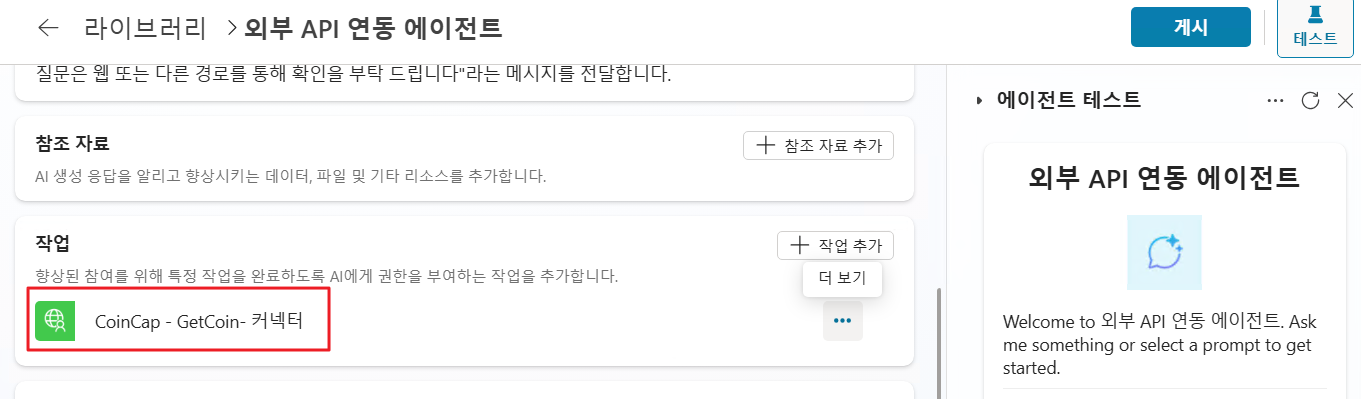 라이브러리 > 외부 API 연동 에이전트
게시
테스트
질문은 웹 또는 다른 경로를 통해 확인을 부탁 드립니다"라는 메시지를 전달합니다.
참조 자료
참조 자료 추가
AI 생성 응답을 알리고 향상시키는 데이터, 파일 및 기타 리소스를 추가합니다.
작업
작업 추가
향상된 참여를 위해 특정 작업을 완료하도록 AI에게 권한을 부여하는 작업을 추가합니다.
더 보기
CoinCap - GetCoin- 커넥터
에이전트 테스트
외부 API 연동 에이전트
Welcome to 외부 API 연동 에이전트. Ask
me something or select a prompt to get
started.